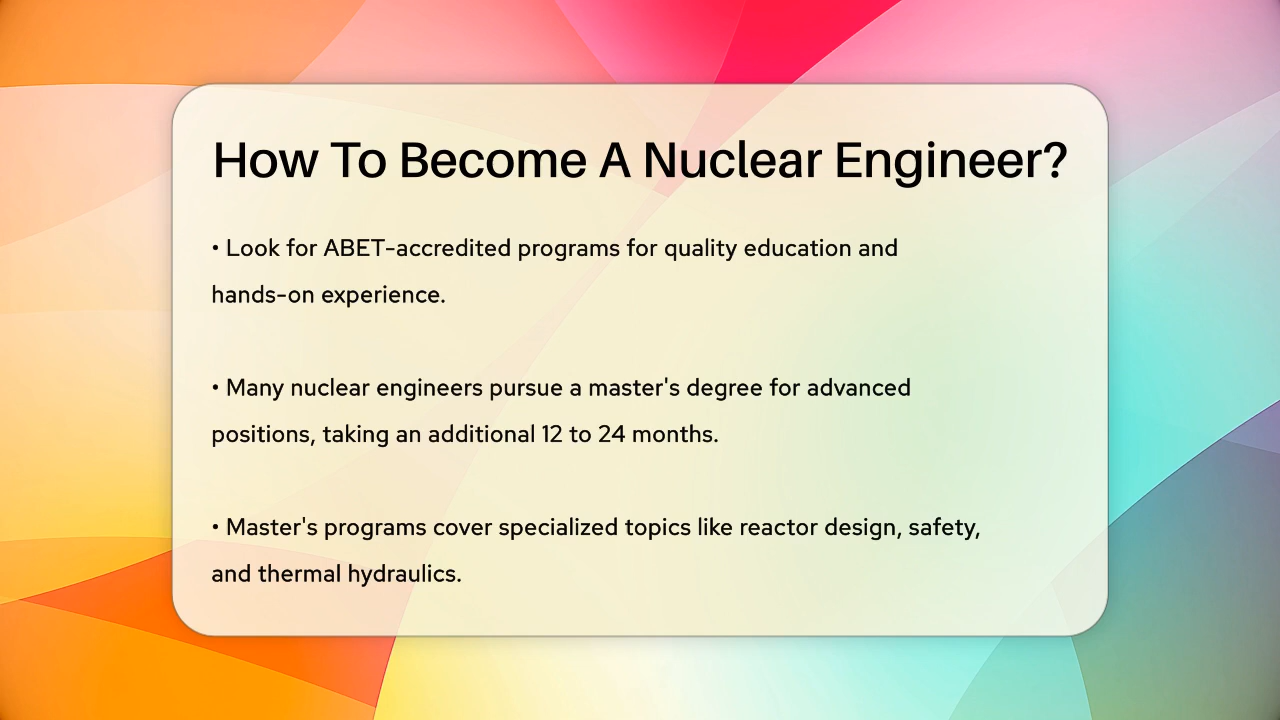 How To Become A Nuclear Engineer?
• Look for ABET-accredited programs for quality education and
hands-on experience.
• Many nuclear engineers pursue a master's degree for advanced
positions, taking an additional 12 to 24 months.
• Master's programs cover specialized topics like reactor design, safety,
and thermal hydraulics.